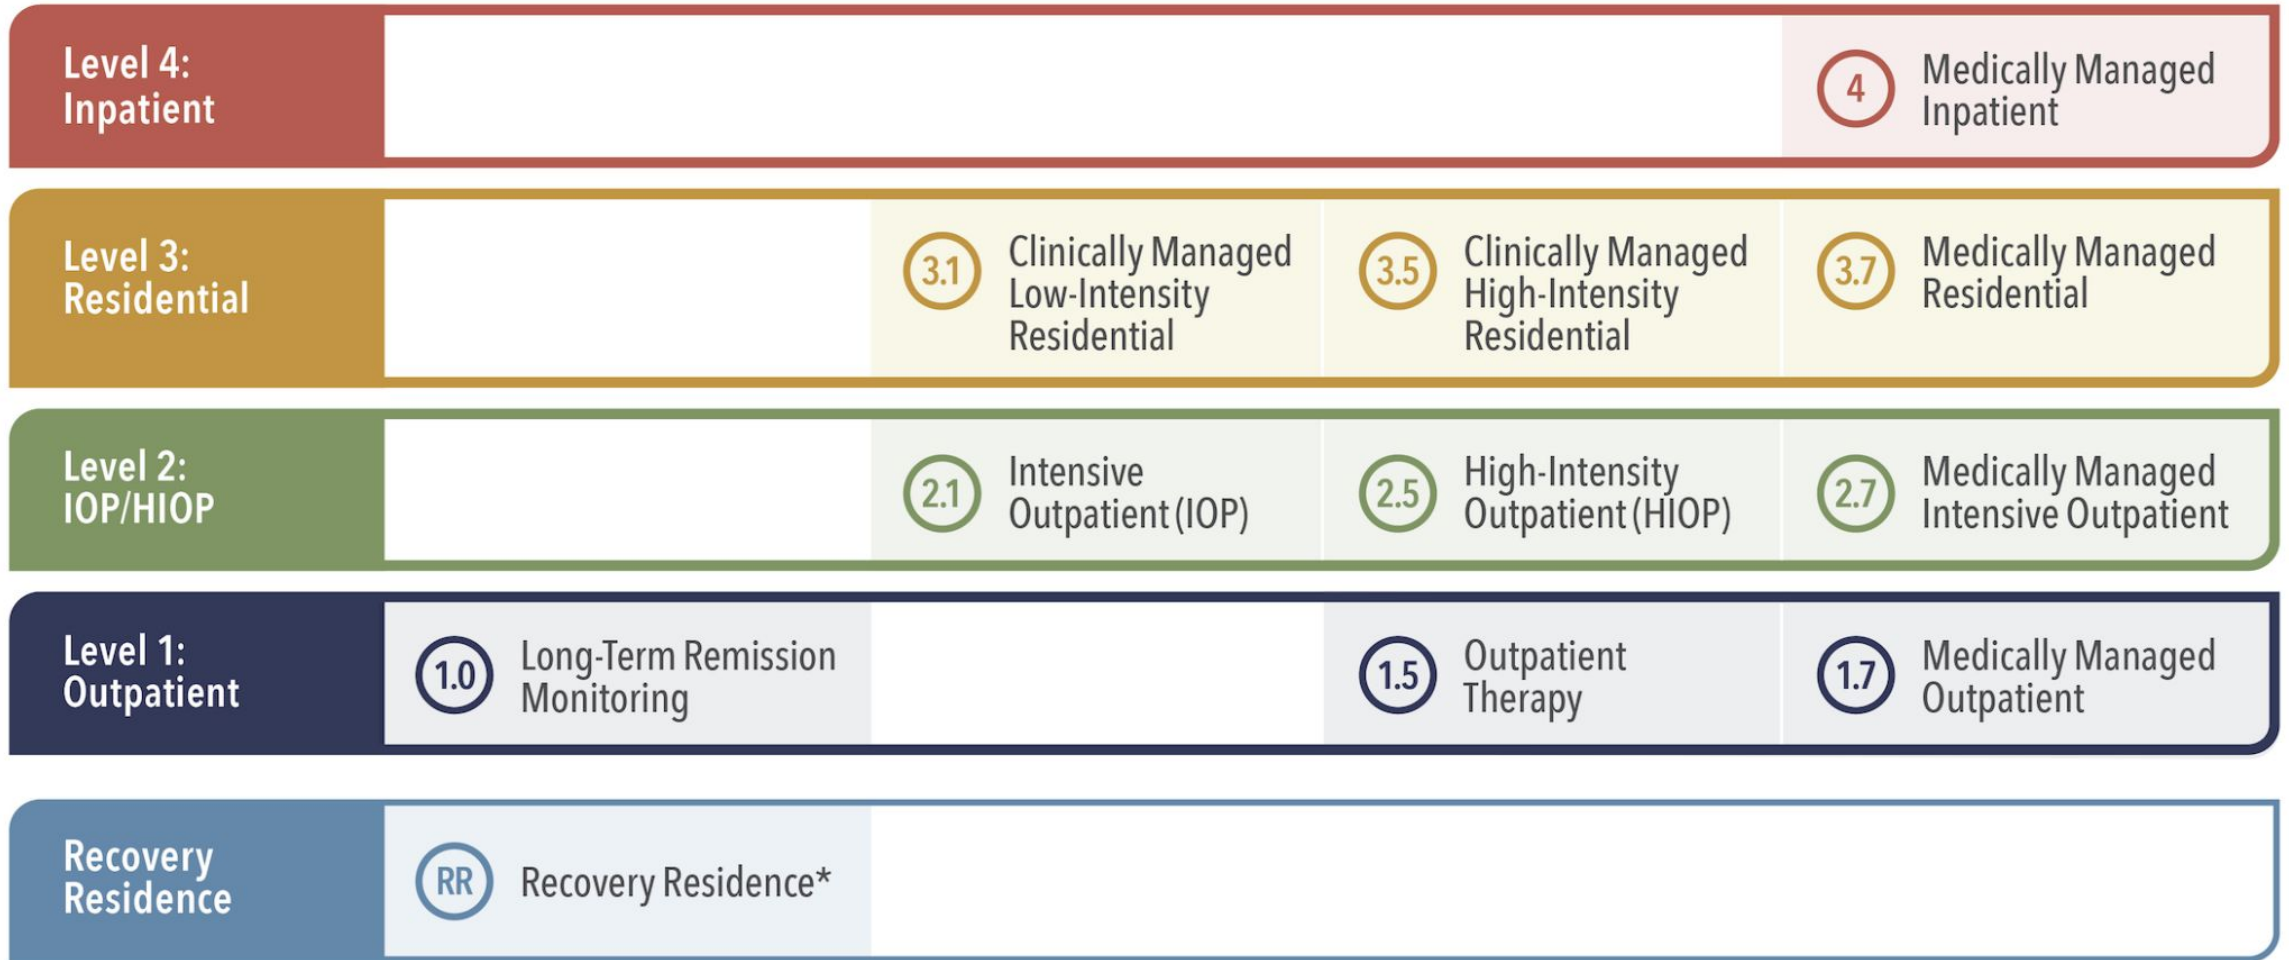 Level 4:
Inpatient
4
Medically Managed
Inpatient
Level 3:
Residential
3.1
Clinically Managed
Low-Intensity
Residential
3.5
Clinically Managed
High-Intensity
Residential
3.7
Medically Managed
Residential
Level 2:
IOP/HIOP
2.1
Intensive
Outpatient (IOP)
2.5
High-Intensity
Outpatient (HIOP)
2.7
Medically Managed
Intensive Outpatient
Level 1:
Outpatient
1.0
Long-Term Remission
Monitoring
1.5
Outpatient
Therapy
1.7
Medically Managed
Outpatient
Recovery
Residence
RR
Recovery Residence*